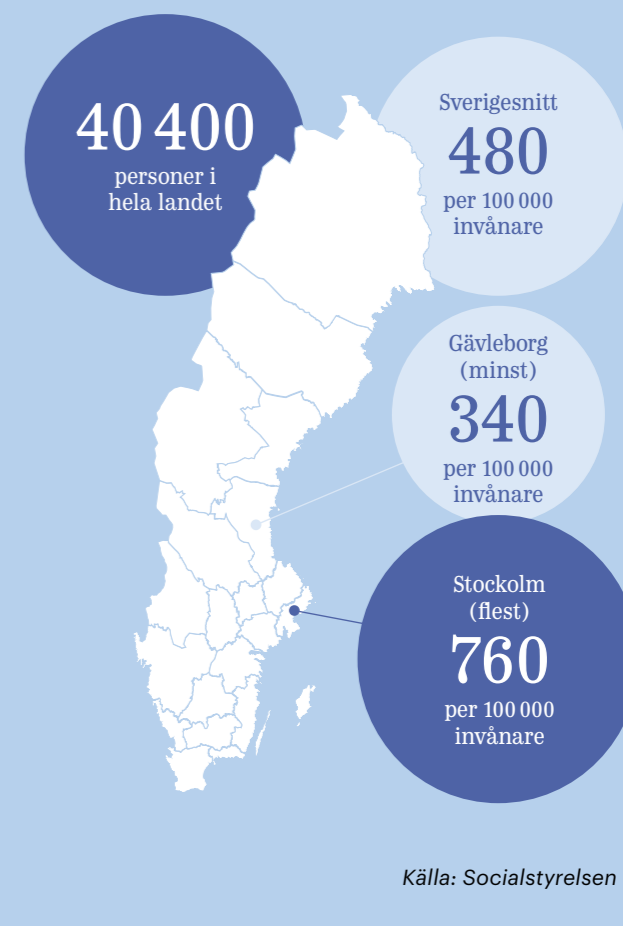 40 400
personer i
hela landet
Sverigesnitt
480
per 100 000
invånare
Gävleborg
(minst)
340
per 100 000
invånare
Stockolm
(flest)
760
per 100 000
invånare
Källa: Socialstyrelsen